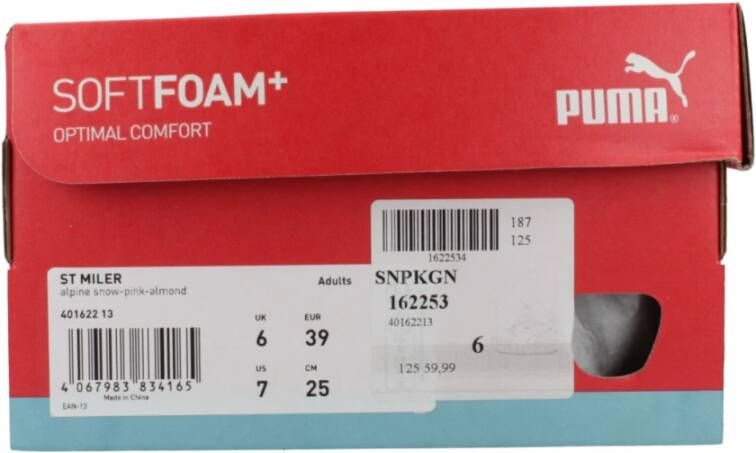 SOFTFOAM+
OPTIMAL COMFORT
PUMA®
ST MILER Adults
alpine snow-pink-almond
401622 13
UK EUR
6 39
US CM
7 25
4 067983 834165
Made in China
EAN-13
187
125
1622534
SNPKGN
162253
40162213
6
125 59,99